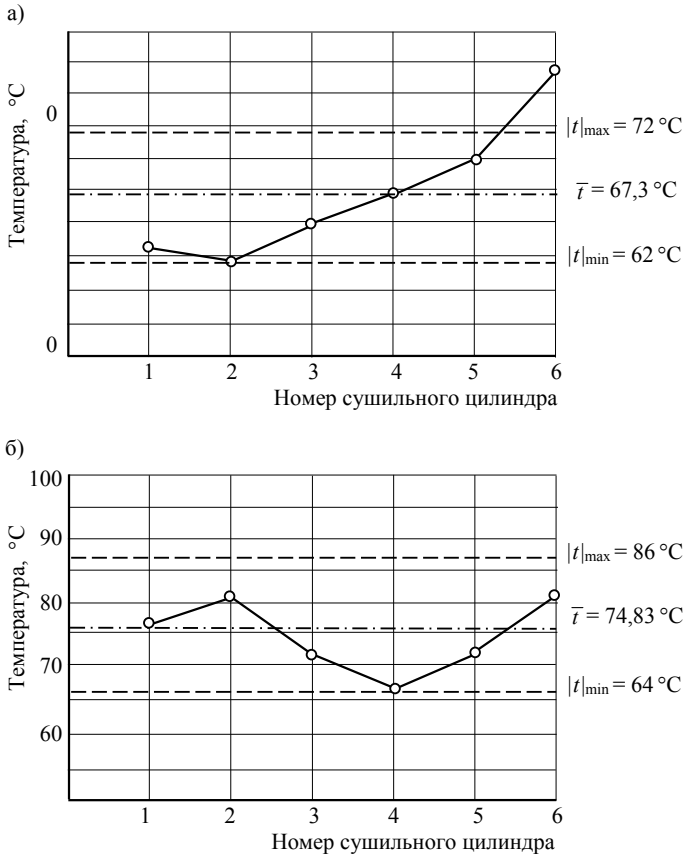 а)
Температура, °С
0
0
|t|max = 72 °С
t̅ = 67,3 °С
|t|min = 62 °С
1 2 3 4 5 6
Номер сушильного цилиндра
б)
Температура, °С
100
90
80
70
60
|t|max = 86 °С
t̅ = 74,83 °С
|t|min = 64 °С
1 2 3 4 5 6
Номер сушильного цилиндра